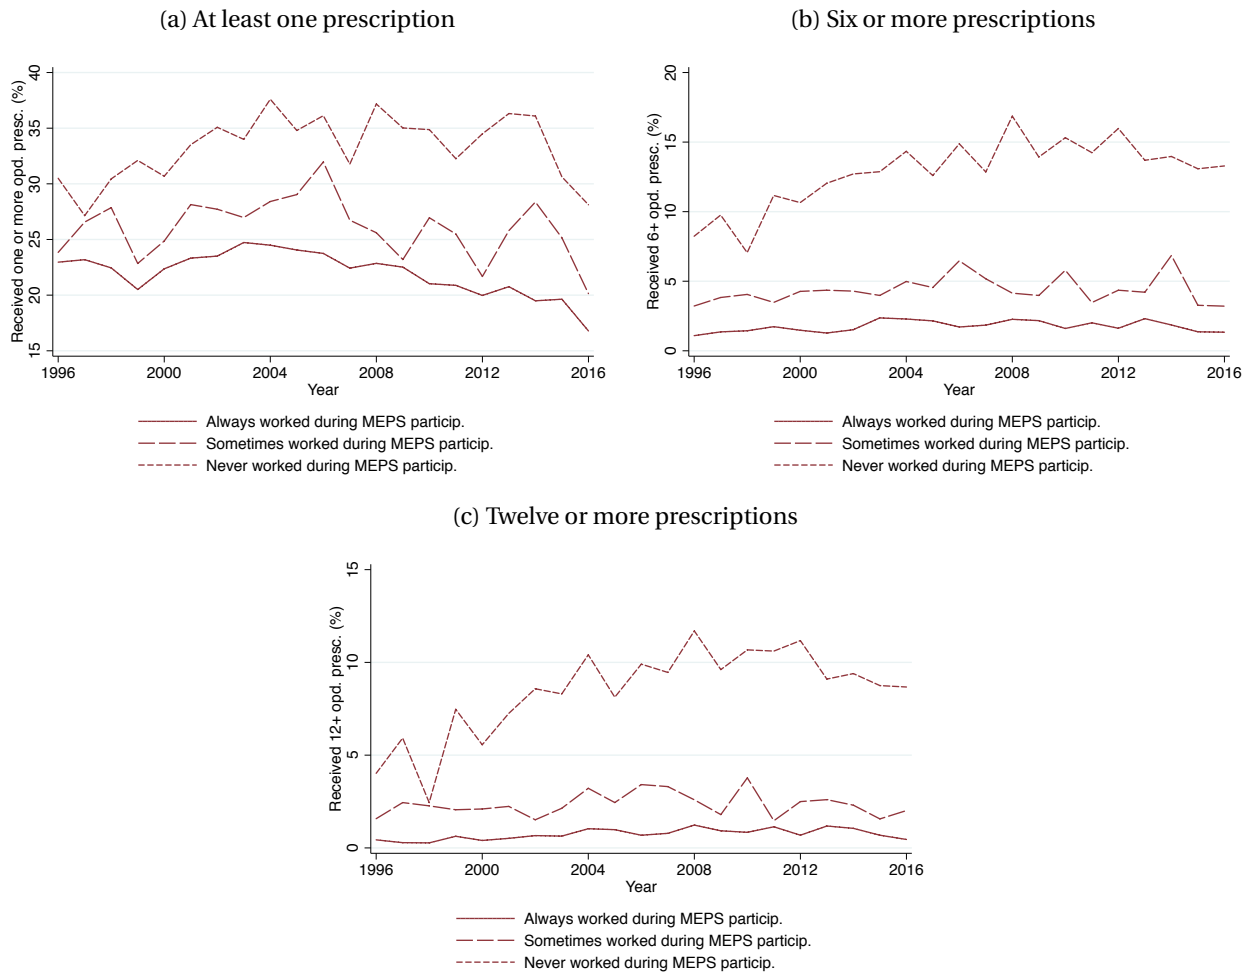 (a) At least one prescription
Received one or more opd. presc. (%)
40
35
30
25
20
15
1996
2000
2004
2008
2012
2016
Year
Always worked during MEPS particip.
Sometimes worked during MEPS particip.
Never worked during MEPS particip.
(b) Six or more prescriptions
Received 6+ opd. presc. (%)
20
15
10
5
0
1996
2000
2004
2008
2012
2016
Year
Always worked during MEPS particip.
Sometimes worked during MEPS particip.
Never worked during MEPS particip.
(c) Twelve or more prescriptions
Received 12+ opd. presc. (%)
15
10
5
0
1996
2000
2004
2008
2012
2016
Year
Always worked during MEPS particip.
Sometimes worked during MEPS particip.
Never worked during MEPS particip.